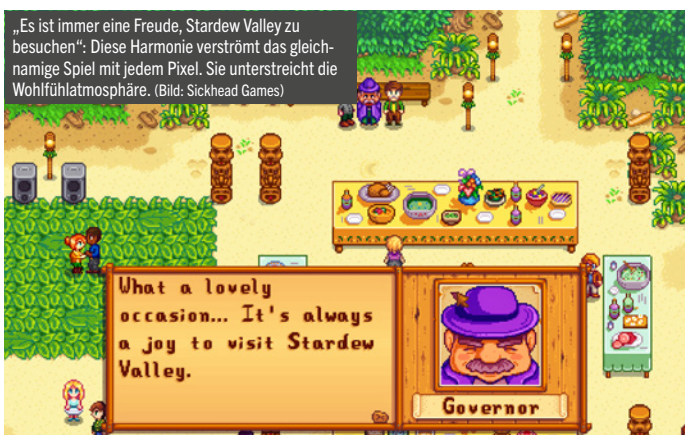 „Es ist immer eine Freude, Stardew Valley zu
besuchen“: Diese Harmonie verströmt das gleich-
namige Spiel mit jedem Pixel. Sie unterstreicht die
Wohlfühlatmosphäre. (Bild: Sickhead Games)
What a lovely
occasion... It's always
a joy to visit Stardew
Valley.
Governor